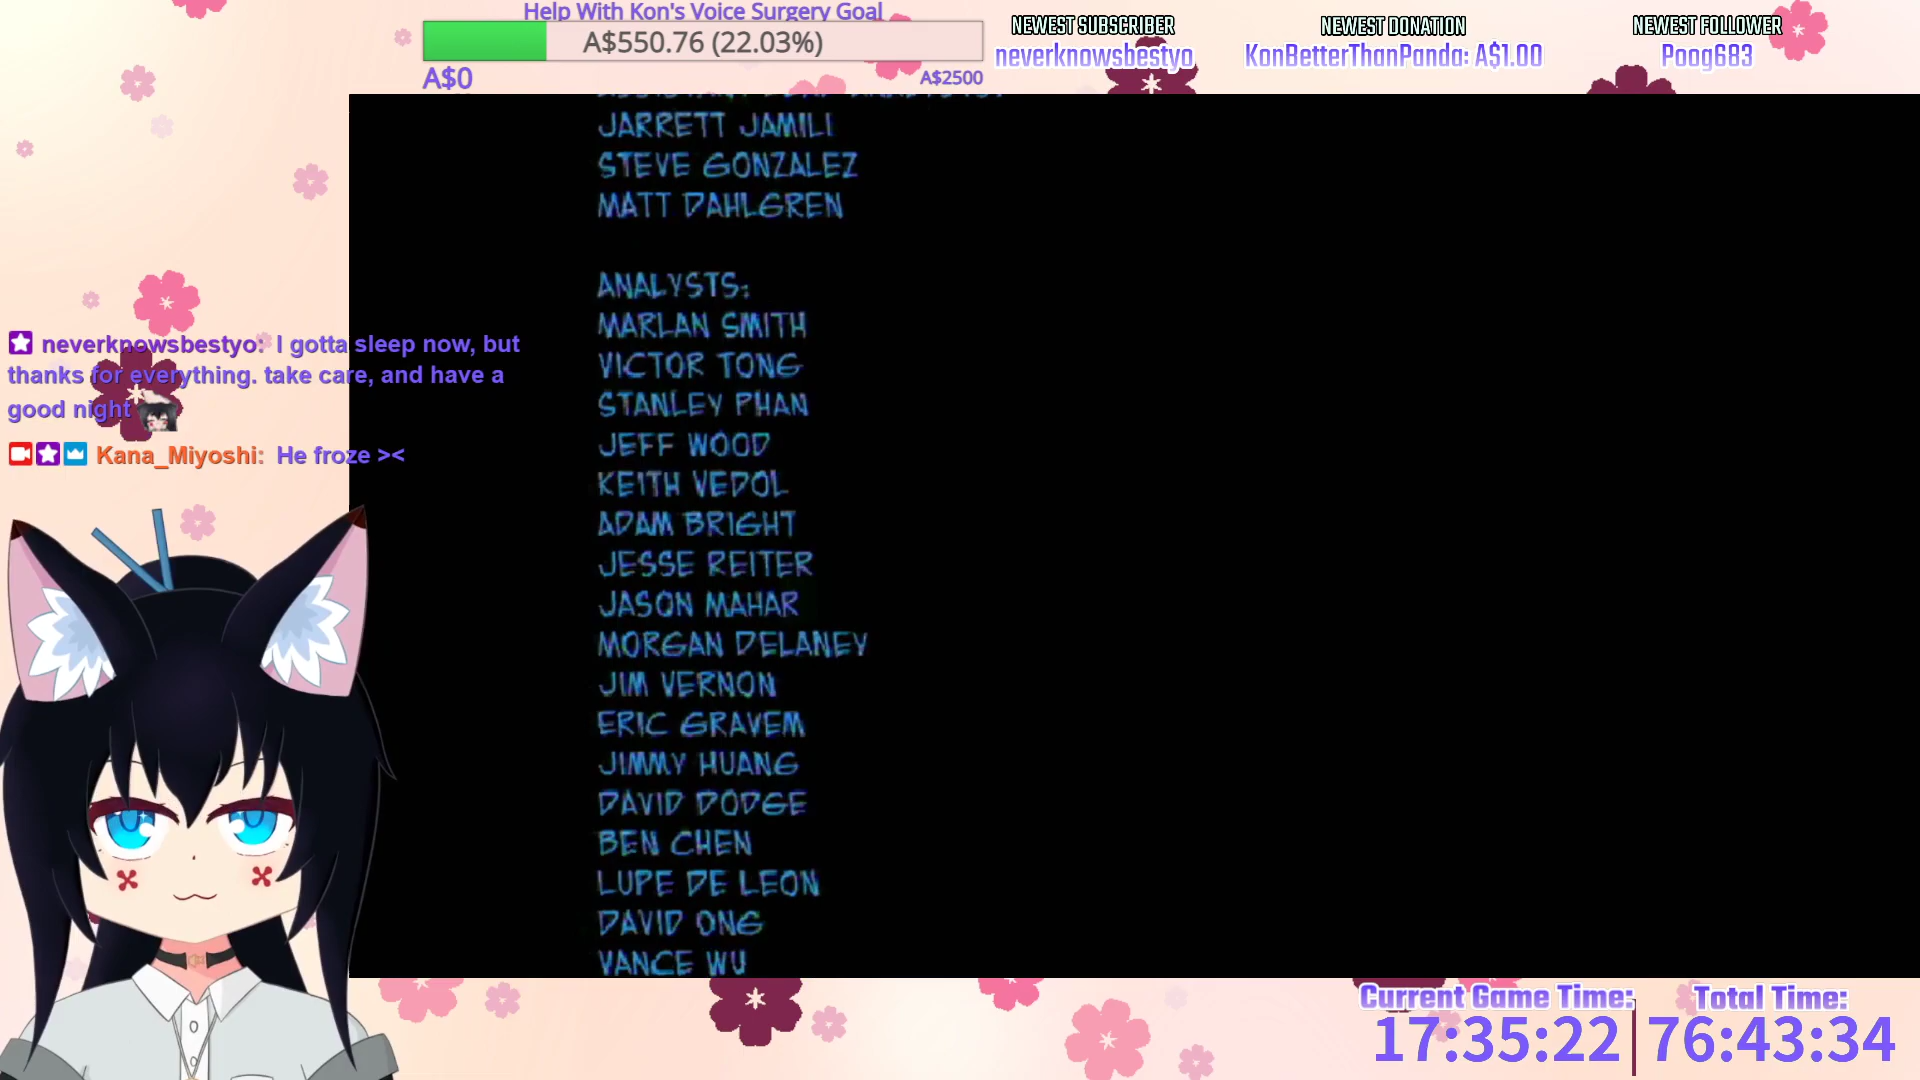 Help With Kon's Voice Surgery Goal
A$550.76 (22.03%)
A$0
A$2500
NEWEST SUBSCRIBER
neverknowsbestyo
NEWEST DONATION
KonBetterThanPanda: A$1.00
NEWEST FOLLOWER
Poog683
JARRETT JAMILI
STEVE GONZALEZ
MATT DAHLGREN
ANALYSTS:
MARLAN SMITH
VICTOR TONG
STANLEY PHAN
JEFF WOOD
KEITH VEDOL
ADAM BRIGHT
JESSE REITER
JASON MAHAR
MORGAN DELANEY
JIM VERNON
ERIC GRAVEM
JIMMY HUANG
DAVID DODGE
BEN CHEN
LUPE DE LEON
DAVID ONG
VANCE WU
neverknowsbestyo: I gotta sleep now, but
thanks for everything. take care, and have a
good night
Kana_Miyoshi: He froze ><
Current Game Time:
17:35:22
Total Time:
76:43:34